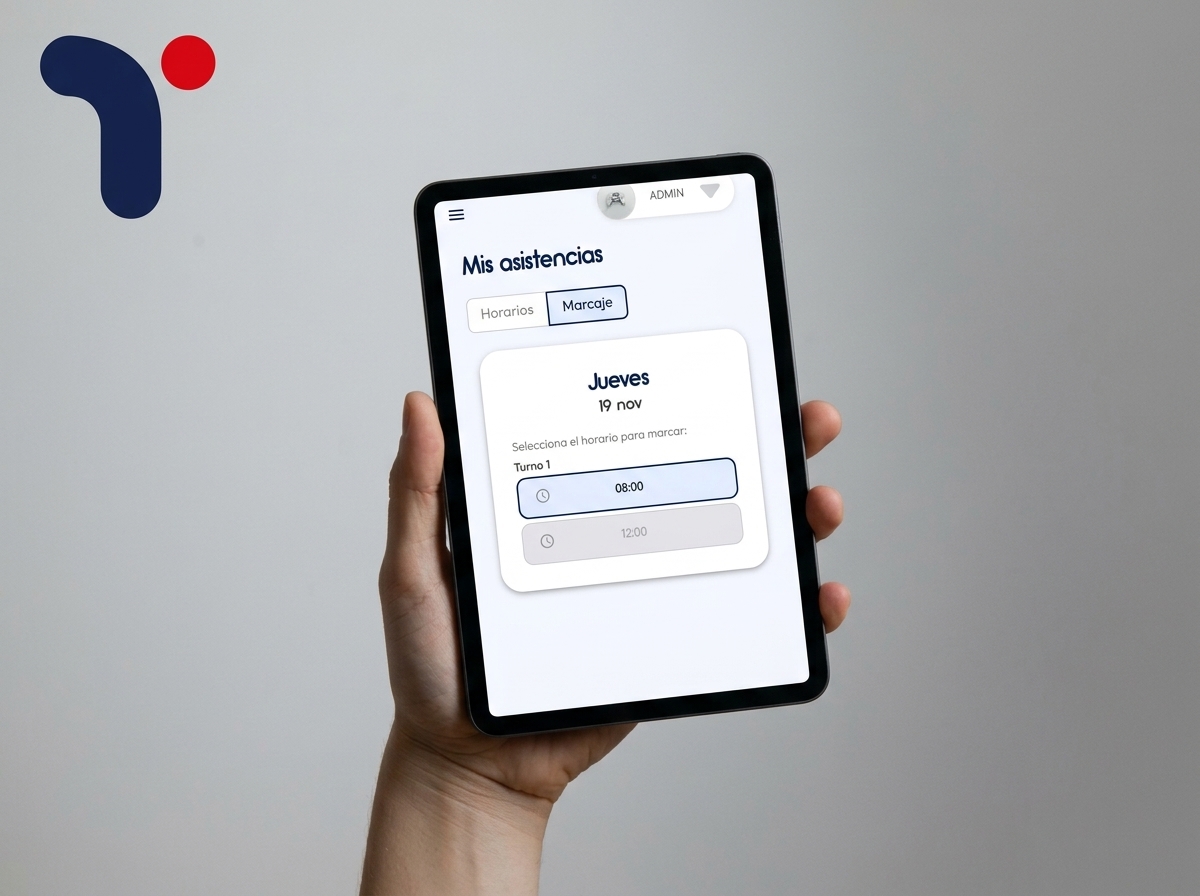 ADMIN
Mis asistencias
Horarios
Marcaje
Jueves
19 nov
Selecciona el horario para marcar:
Turno 1
08:00
12:00